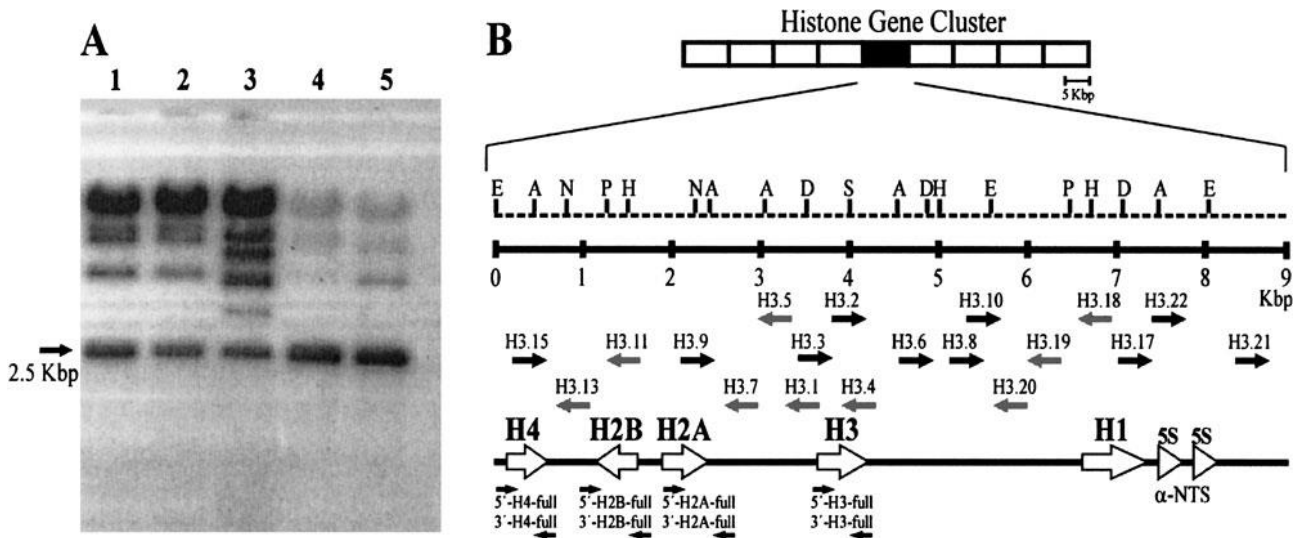 A
1 2 3 4 5
2.5 Kbp
B
Histone Gene Cluster
5 Kbp
E A N P H N A A D S A D H E P H D A E
0 1 2 3 4 5 6 7 8 9
Kbp
H3.5 H3.2 H3.10 H3.18 H3.22
H3.15 H3.11 H3.9 H3.3 H3.6 H3.8 H3.19 H3.17 H3.21
H3.13 H3.7 H3.1 H3.4 H3.20
H4 H2B H2A H3 H1 5S 5S
α-NTS
5´-H4-full 5´-H2B-full 5´-H2A-full 5´-H3-full
3´-H4-full 3´-H2B-full 3´-H2A-full 3´-H3-full